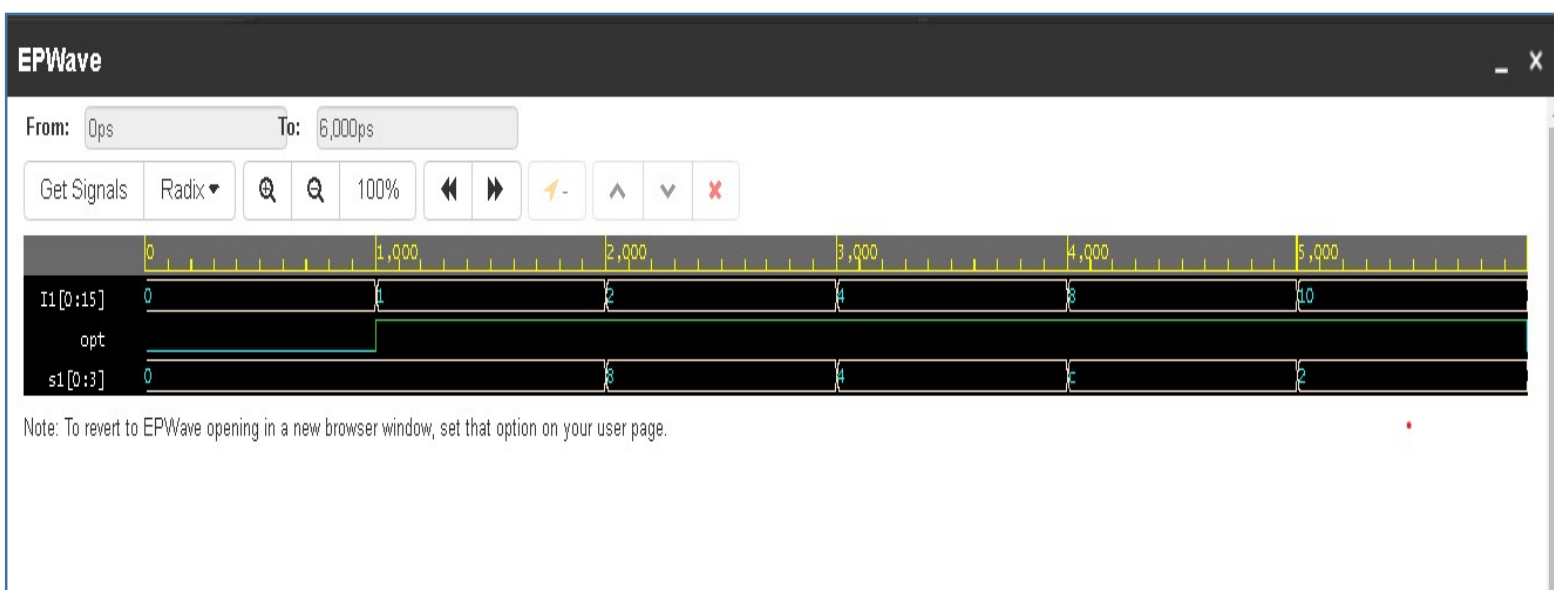 EPWave
From: 0ps To: 6,000ps
Get Signals Radix 100% -
0 1,000 2,000 3,000 4,000 5,000
I1[0:15] 0 1 2 4 8 10
opt
s1[0:3] 0 8 4 c 2
Note: To revert to EPWave opening in a new browser window, set that option on your user page.